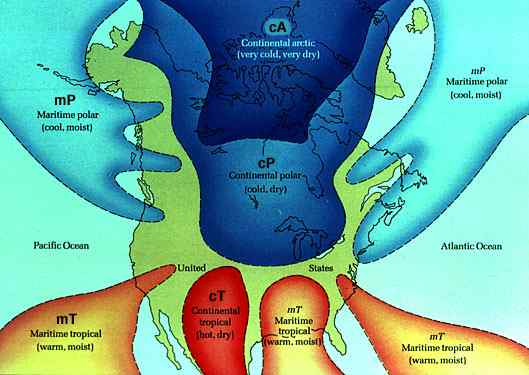 cA
Continental arctic
(very cold, very dry)
mP
Maritime polar
(cool, moist)
mP
Maritime polar
(cool, moist)
cP
Continental polar
(cold, dry)
Pacific Ocean
Atlantic Ocean
United States
cT
Continental
tropical
(hot, dry)
mT
Maritime
tropical
(warm, moist)
mT
Maritime tropical
(warm, moist)
mT
Maritime tropical
(warm, moist)